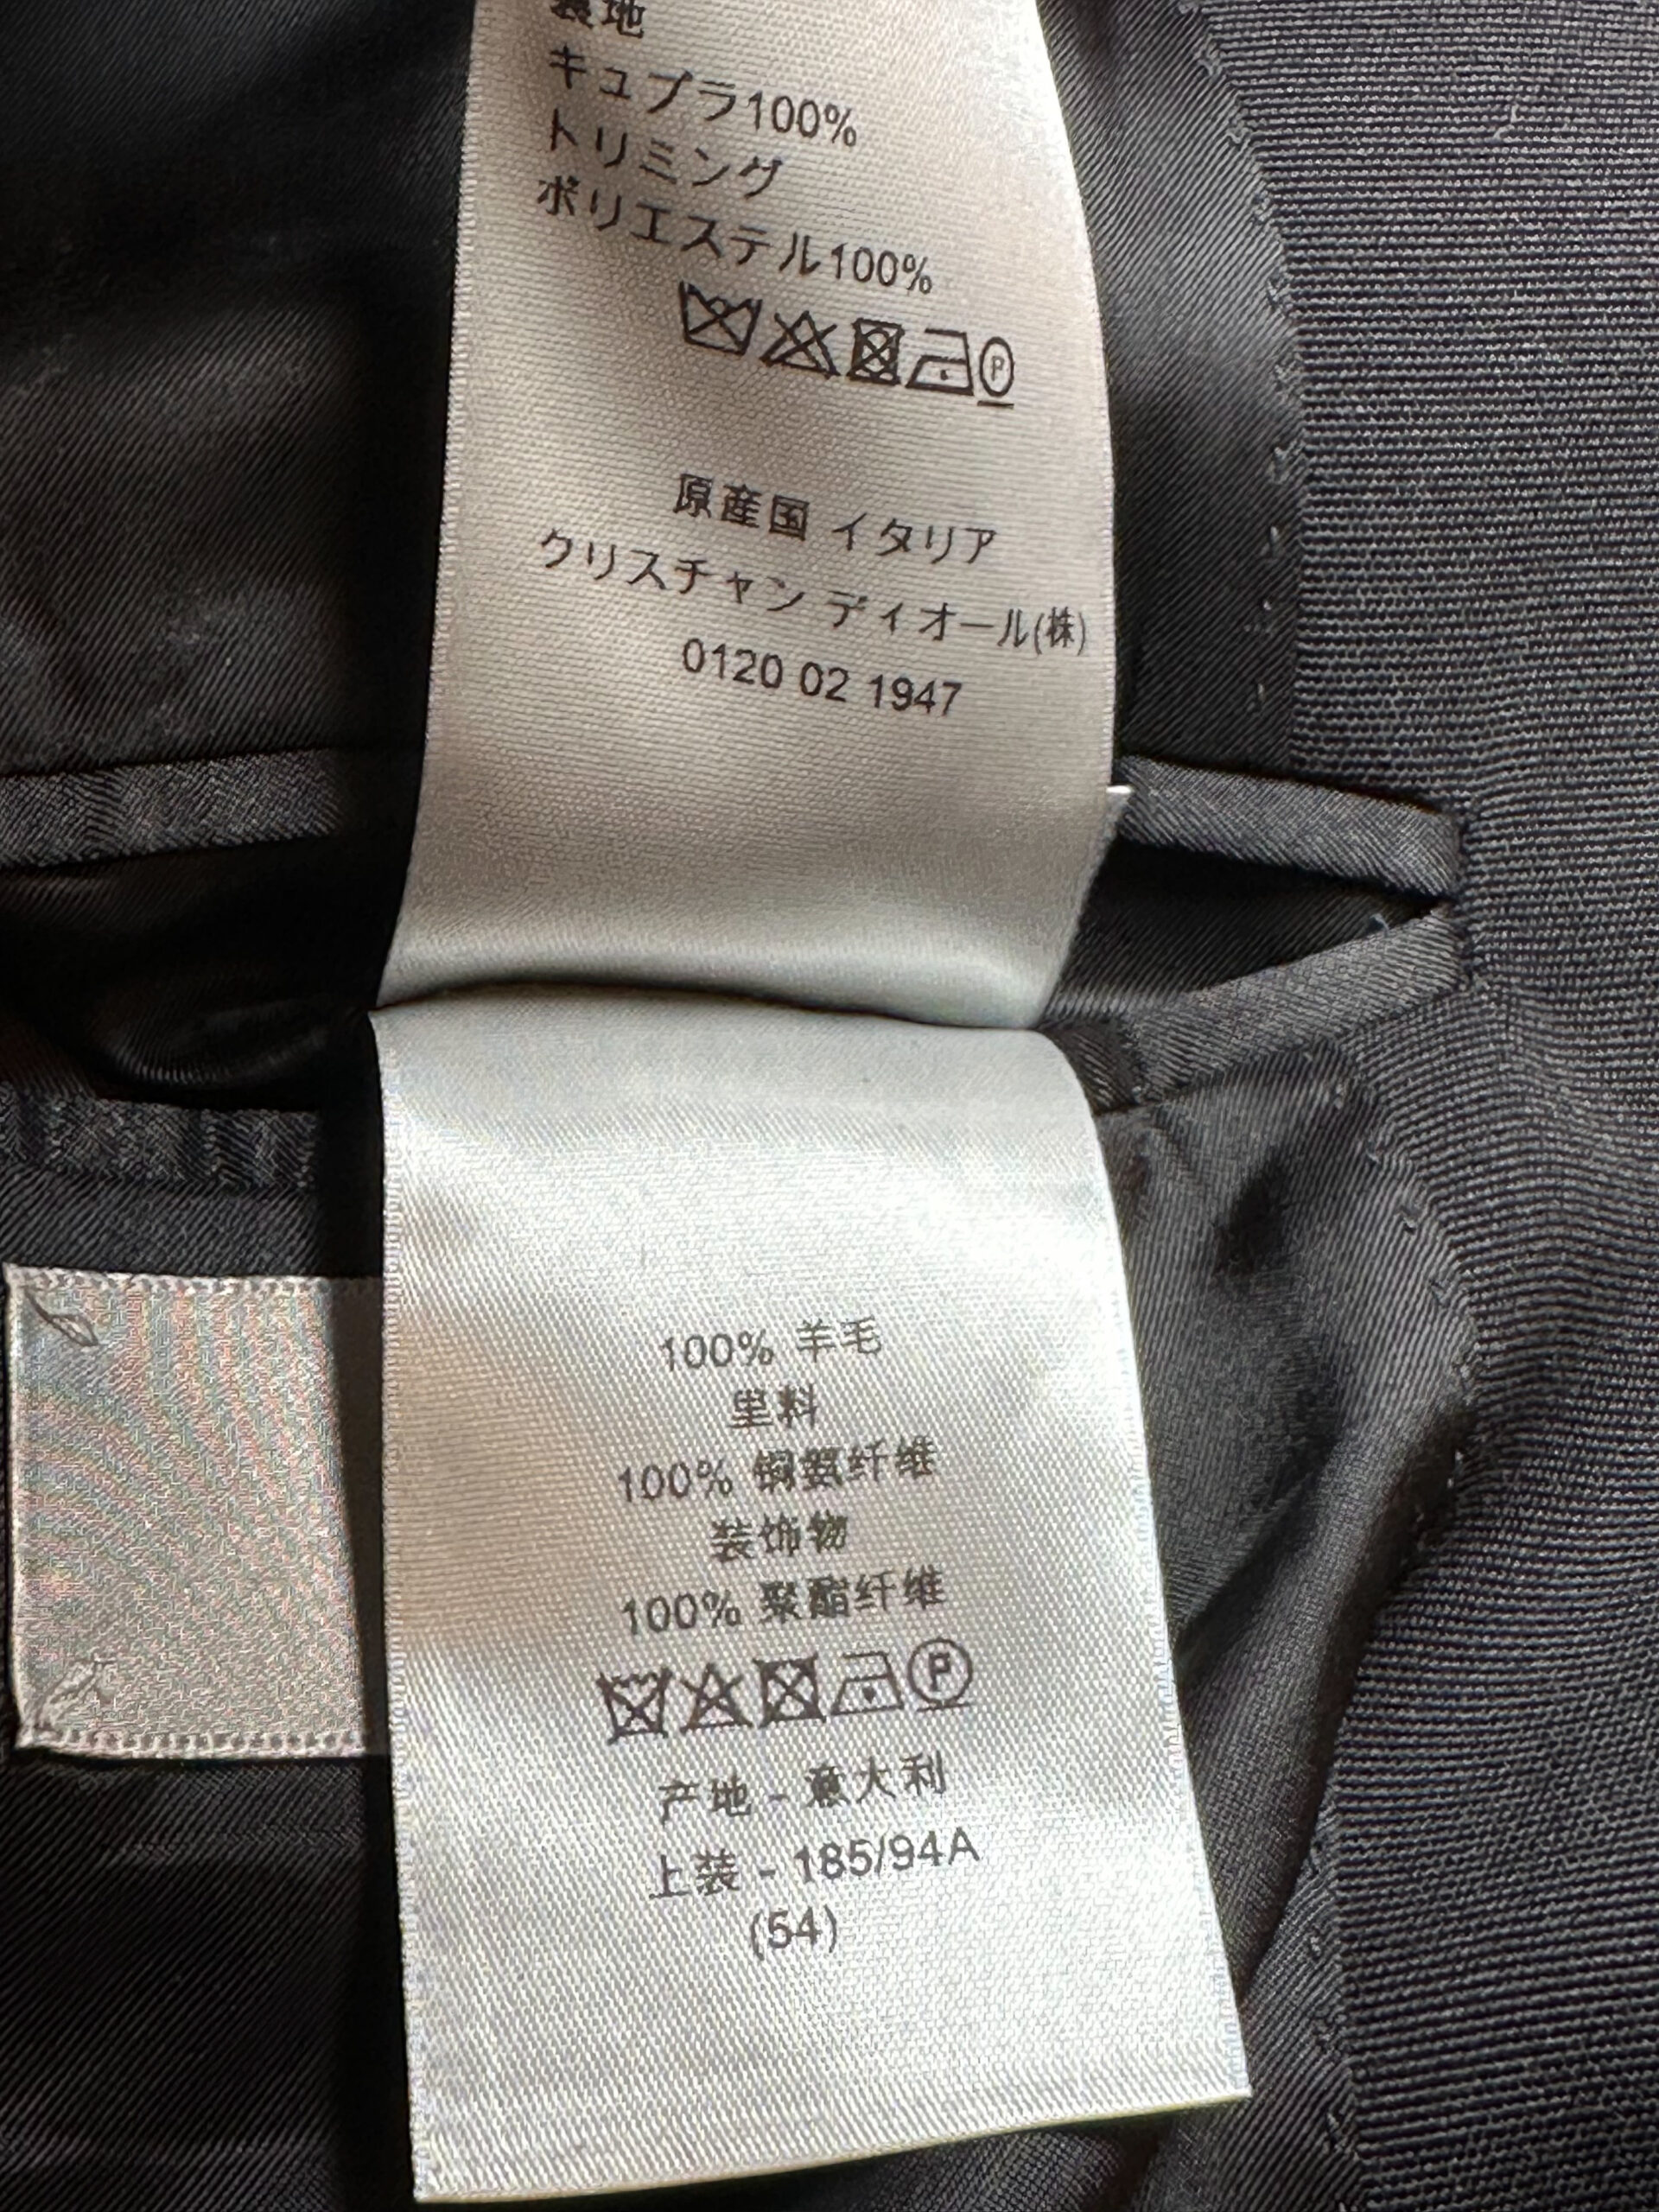 裏地
キュプラ100%
トリミング
ポリエステル100%
P
原産国 イタリア
クリスチャン ディオール(株)
0120 02 1947
100% 羊毛
里料
100% 铜氨纤维
装饰物
100% 聚酯纤维
P
产地 - 意大利
上装 - 185/94A
(54)